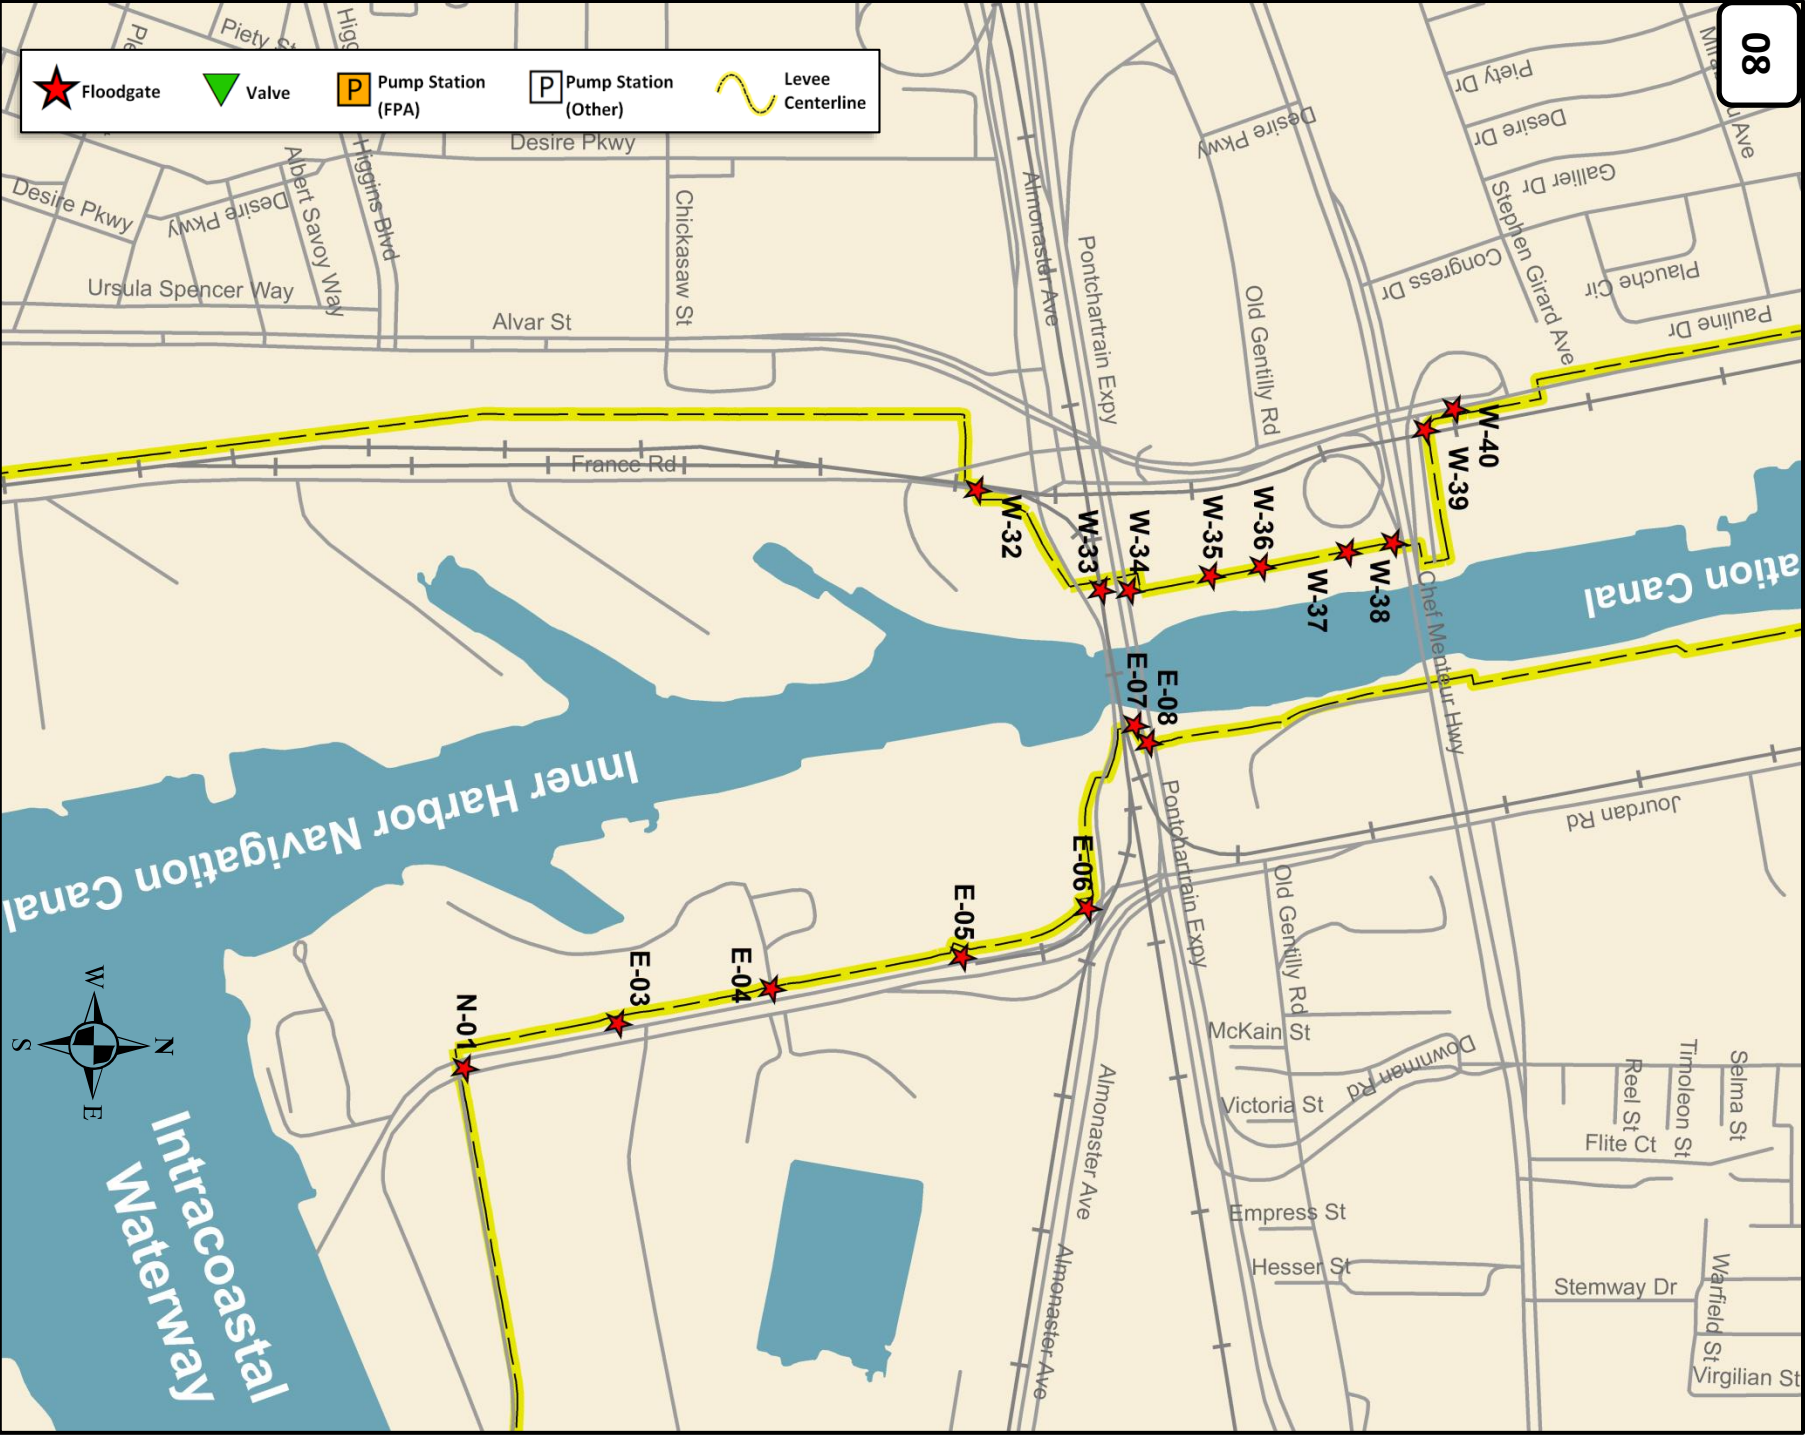 08
Piety St
Higg
Floodgate
Valve
Pump Station
(FPA)
Pump Station
(Other)
Levee
Centerline
P
P
Desire Pkwy
Desire Pkwy
Desire Pkwy
Desire Pkwy
Albert Savoy Way
Higgins Blvd
Ursula Spencer Way
Alvar St
Chickasaw St
Almonaster Ave
Pontchartrain Expy
Old Gentilly Rd
Piety Dr
Desire Dr
Gallier Dr
Stephen Girard Ave
Congress Dr
Plauche Cir
Pauline Dr
France Rd
W-32
W-33
W-34
W-35
W-36
W-37
W-38
W-39
W-40
Chef Menteur Hwy
ation Canal
E-07
E-08
Inner Harbor Navigation Canal
Pontchartrain Expy
Jourdan Rd
Old Gentilly Rd
E-06
E-05
E-04
E-03
N-01
W
N
S
E
Intracoastal
Waterway
McKain St
Downman Rd
Victoria St
Almonaster Ave
Almonaster Ave
Empress St
Hesser St
Reel St
Timoleon St
Selma St
Flite Ct
Stemway Dr
Warfield St
Virgilian St